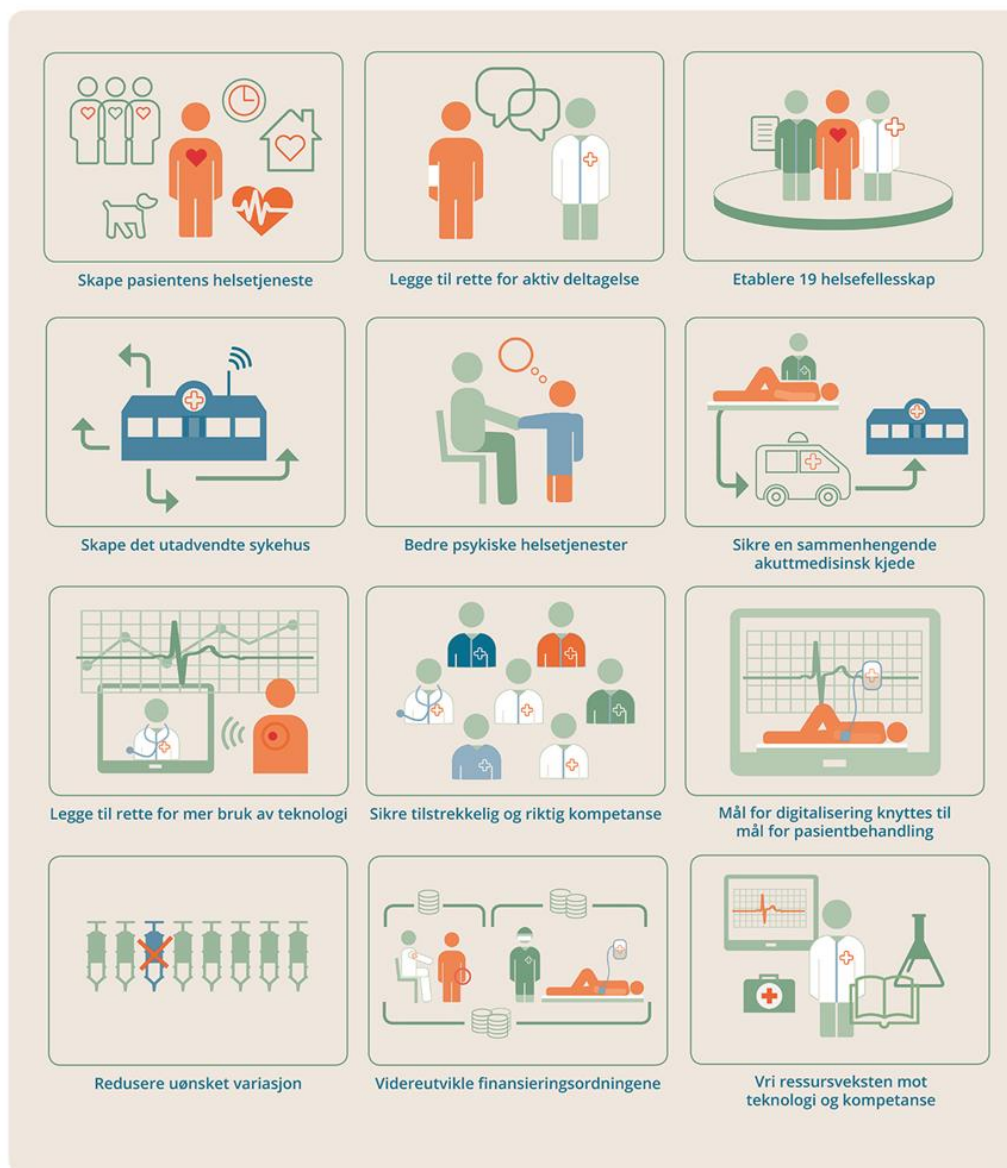 Skape pasientens helsetjeneste
Legge til rette for aktiv deltagelse
Etablere 19 helsefellesskap
Skape det utadvendte sykehus
Bedre psykiske helsetjenester
Sikre en sammenhengende
akuttmedisinsk kjede
Legge til rette for mer bruk av teknologi
Sikre tilstrekkelig og riktig kompetanse
Mål for digitalisering knyttes til
mål for pasientbehandling
Redusere uønsket variasjon
Videreutvikle finansieringsordningene
Vri ressursveksten mot
teknologi og kompetanse